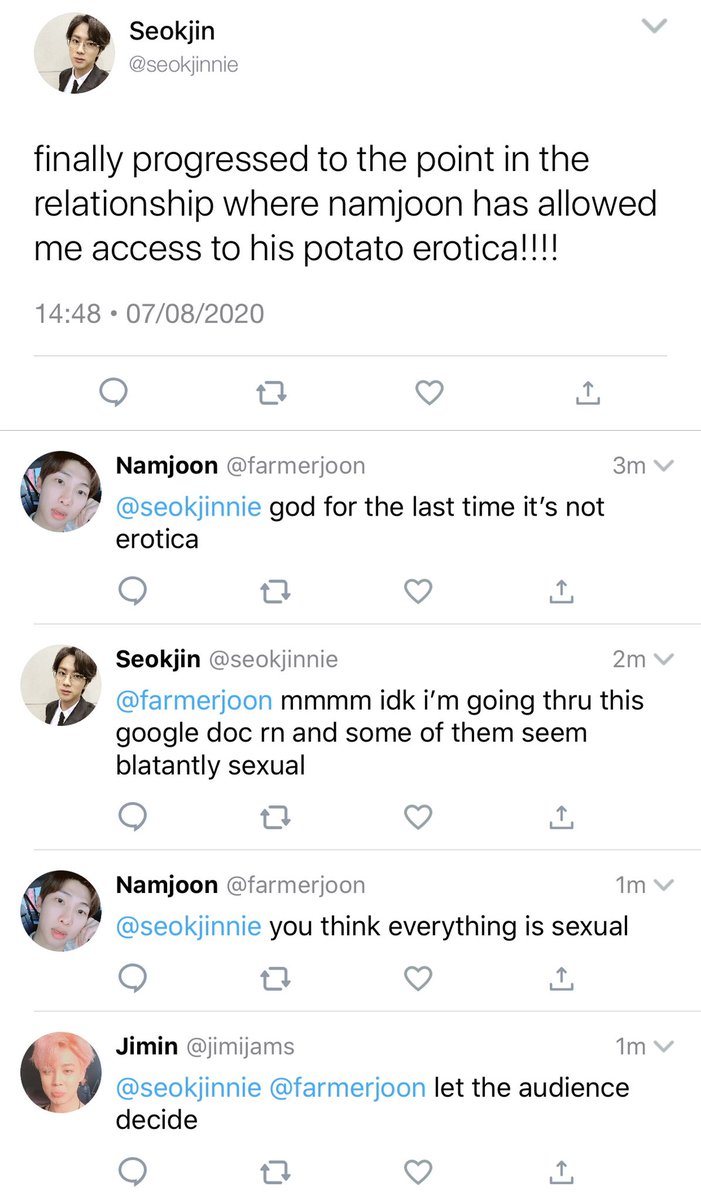 Seokjin
@seokjinnie
finally progressed to the point in the
relationship where namjoon has allowed
me access to his potato erotica!!!!
14:48 • 07/08/2020
Namjoon @farmerjoon 3m
@seokjinnie god for the last time it’s not
erotica
Seokjin @seokjinnie 2m
@farmerjoon mmmm idk i’m going thru this
google doc rn and some of them seem
blatantly sexual
Namjoon @farmerjoon 1m
@seokjinnie you think everything is sexual
Jimin @jimijams 1m
@seokjinnie @farmerjoon let the audience
decide